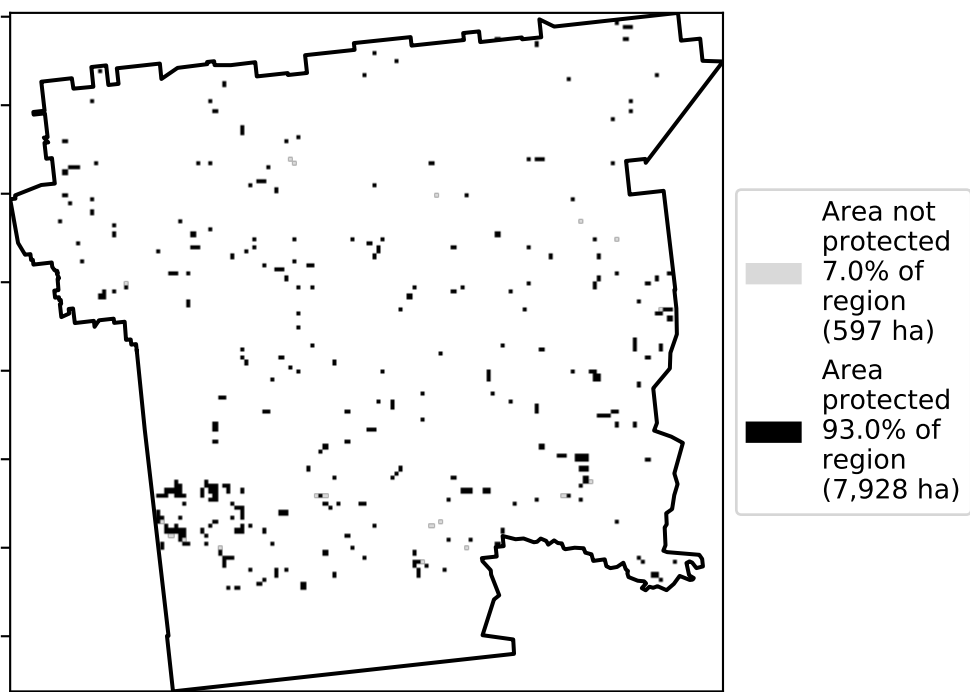 Area not
protected
7.0% of
region
(597 ha)
Area
protected
93.0% of
region
(7,928 ha)